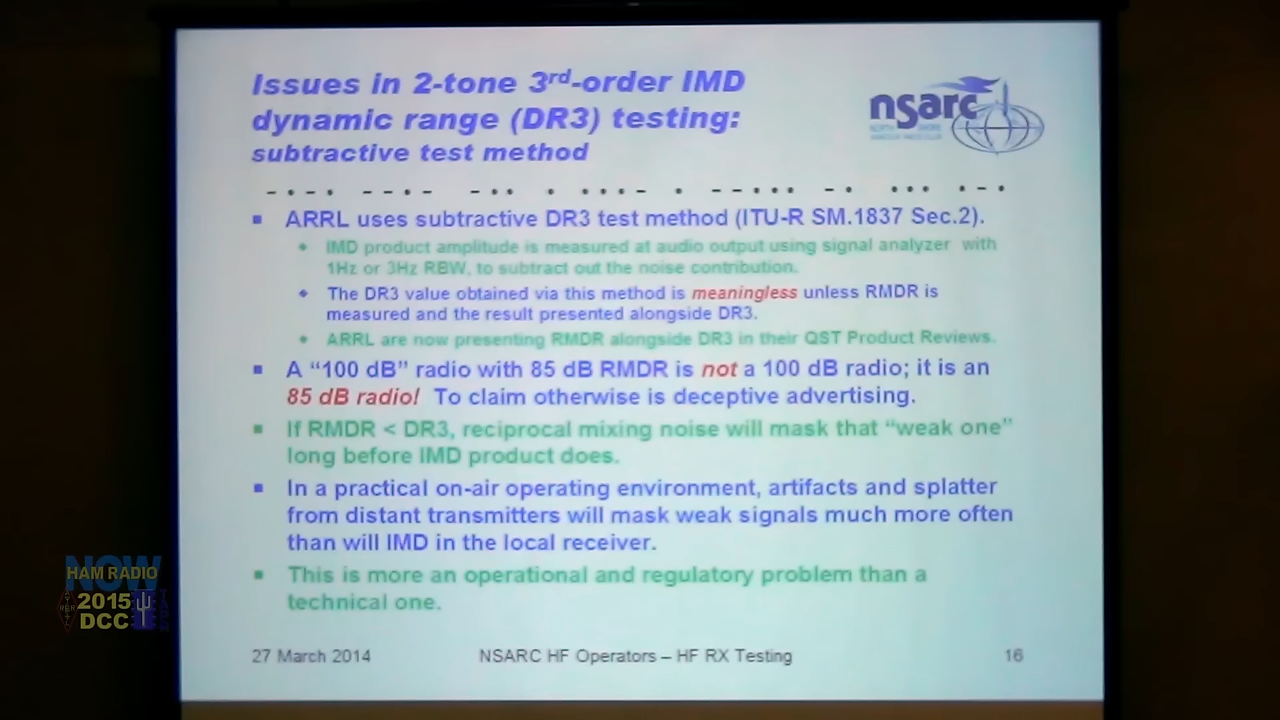 Issues in 2-tone 3rd-order IMD
dynamic range (DR3) testing:
subtractive test method
nsarc
ARRL uses subtractive DR3 test method (ITU-R SM.1837 Sec.2).
IMD product amplitude is measured at audio output using signal analyzer with
1Hz or 3Hz RBW, to subtract out the noise contribution.
The DR3 value obtained via this method is meaningless unless RMDR is
measured and the result presented alongside DR3.
ARRL are now presenting RMDR alongside DR3 in their QST Product Reviews.
A “100 dB” radio with 85 dB RMDR is not a 100 dB radio; it is an
85 dB radio! To claim otherwise is deceptive advertising.
If RMDR < DR3, reciprocal mixing noise will mask that “weak one”
long before IMD product does.
In a practical on-air operating environment, artifacts and splatter
from distant transmitters will mask weak signals much more often
than will IMD in the local receiver.
This is more an operational and regulatory problem than a
technical one.
NOW
HAM RADIO
2015
DCC
27 March 2014
NSARC HF Operators – HF RX Testing
16